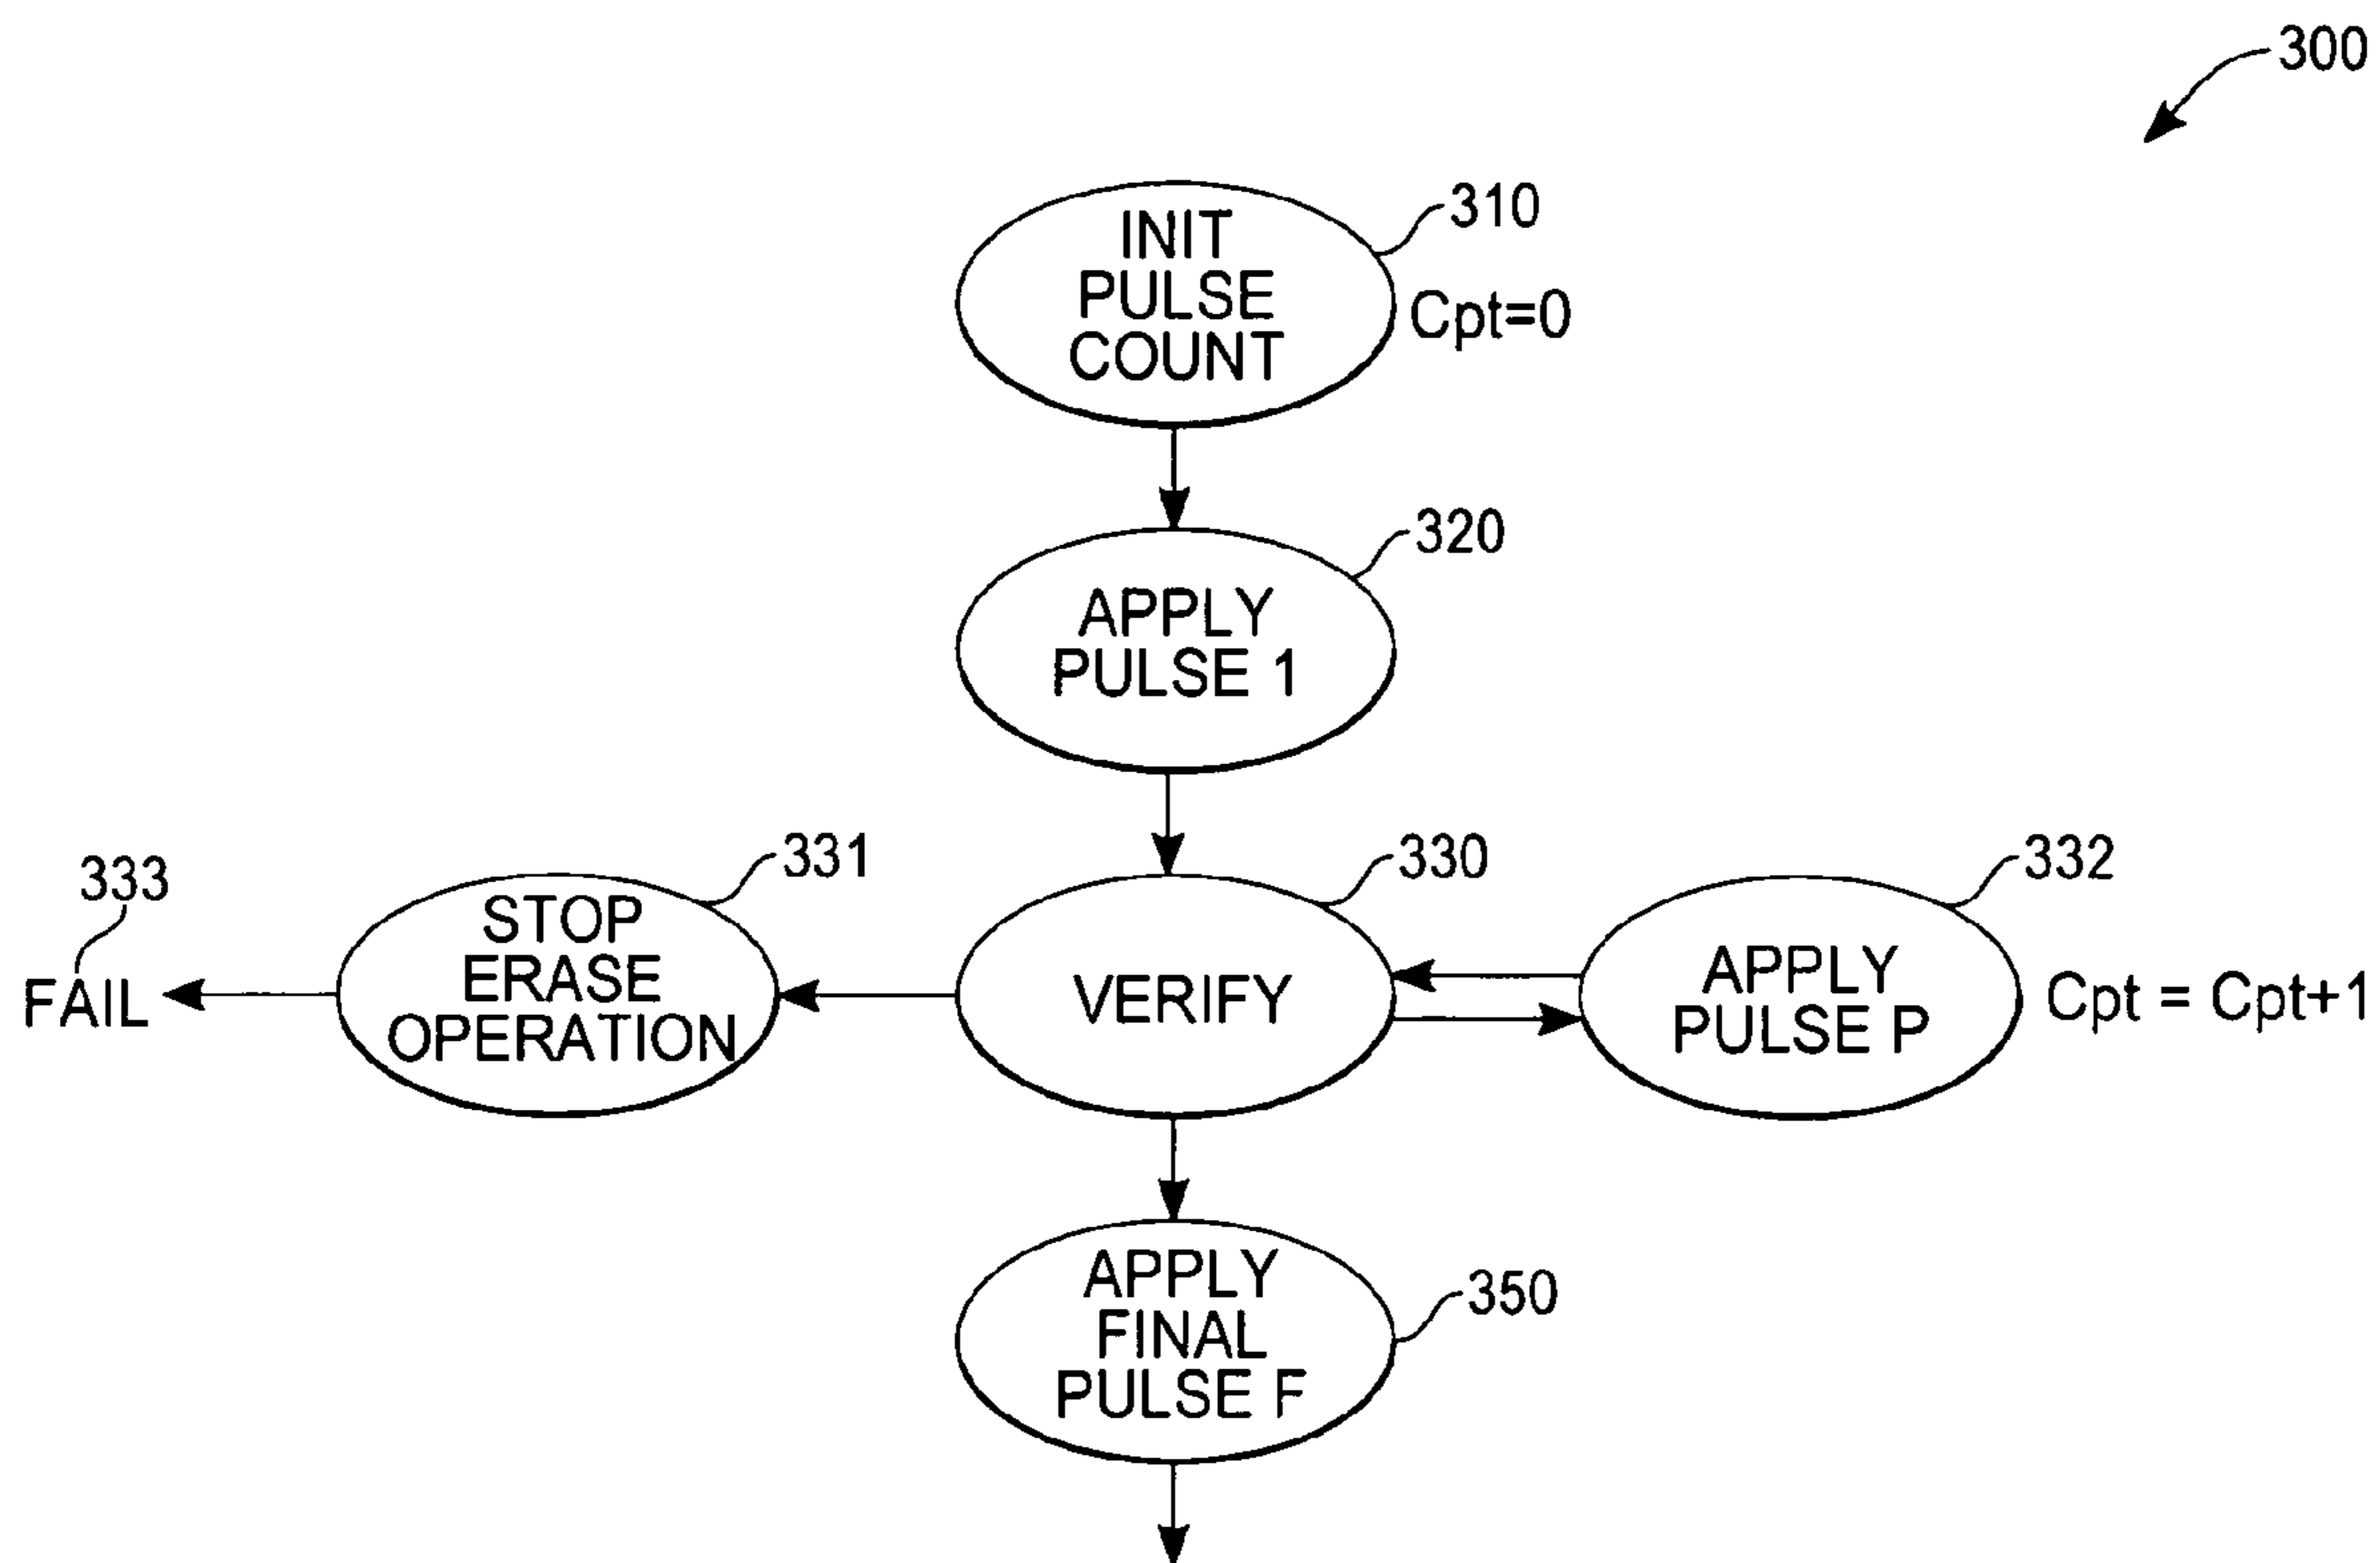 300
INIT
PULSE
COUNT
310
Cpt=0
320
APPLY
PULSE 1
333
FAIL
331
STOP
ERASE
OPERATION
330
VERIFY
332
APPLY
PULSE P
Cpt = Cpt+1
350
APPLY
FINAL
PULSE F